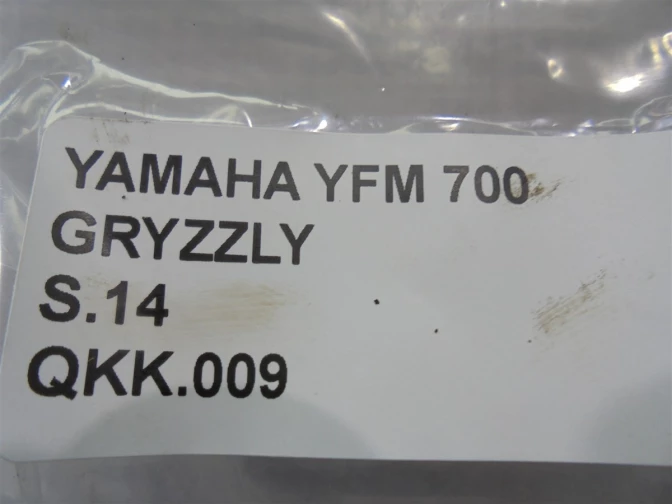 YAMAHA YFM 700
GRYZZLY
S.14
QKK.009